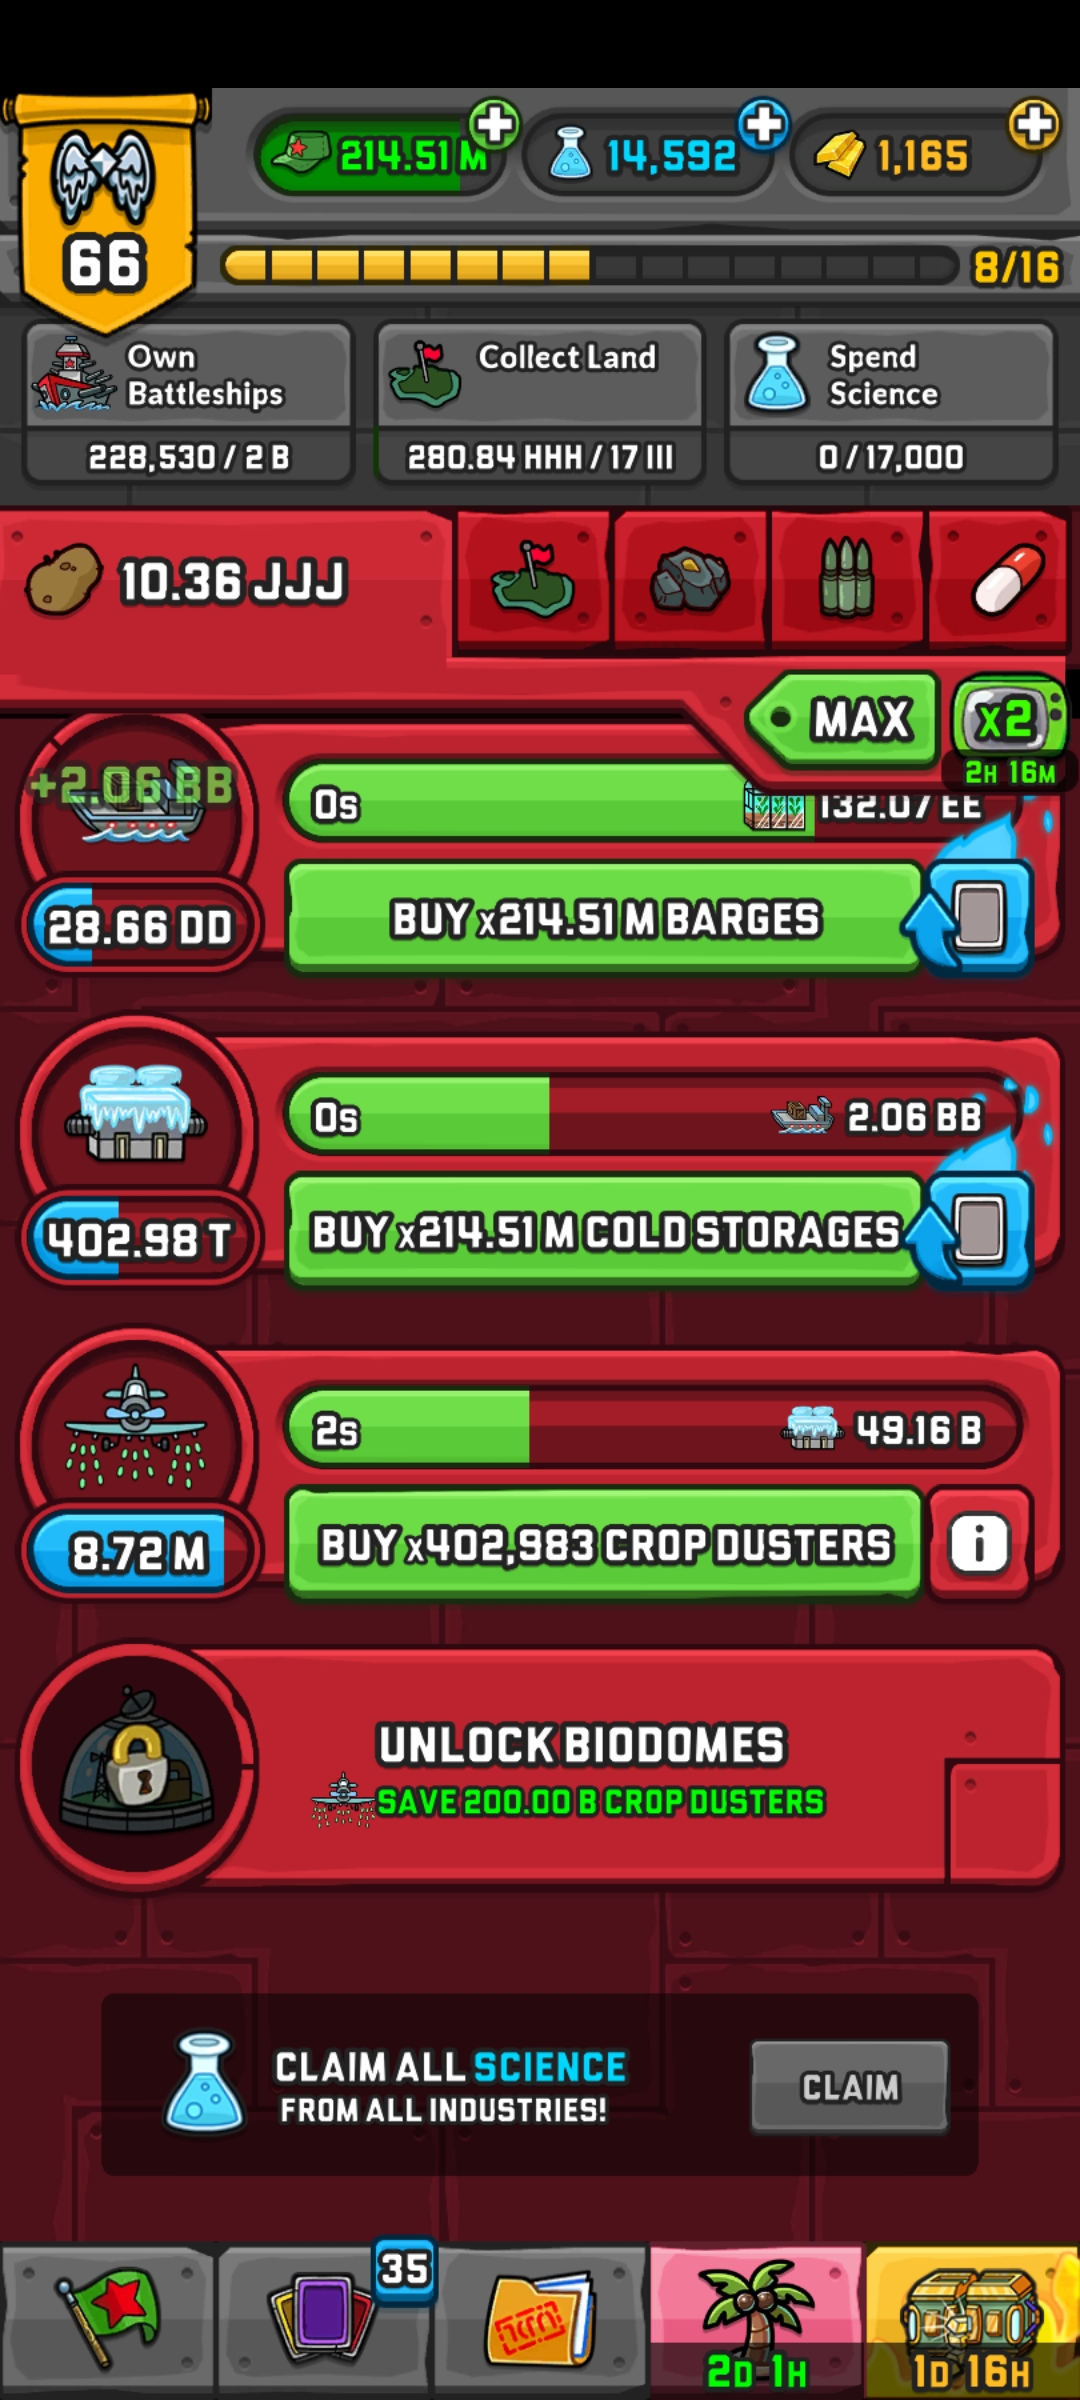 214.51 M
14,592
1,165
66
8/16
Own
Battleships
228,530 / 2 B
Collect Land
280.84 HHH / 17 III
Spend
Science
0 / 17,000
10.36 JJJ
MAX
x2
2H 16M
+2.06 BB
0s
132.07 EE
28.66 DD
BUY x214.51 M BARGES
0s
2.06 BB
402.98 T
BUY x214.51 M COLD STORAGES
2s
49.16 B
8.72 M
BUY x402,983 CROP DUSTERS
i
UNLOCK BIODOMES
SAVE 200.00 B CROP DUSTERS
CLAIM ALL SCIENCE
FROM ALL INDUSTRIES!
CLAIM
35
2D 1H
1D 16H